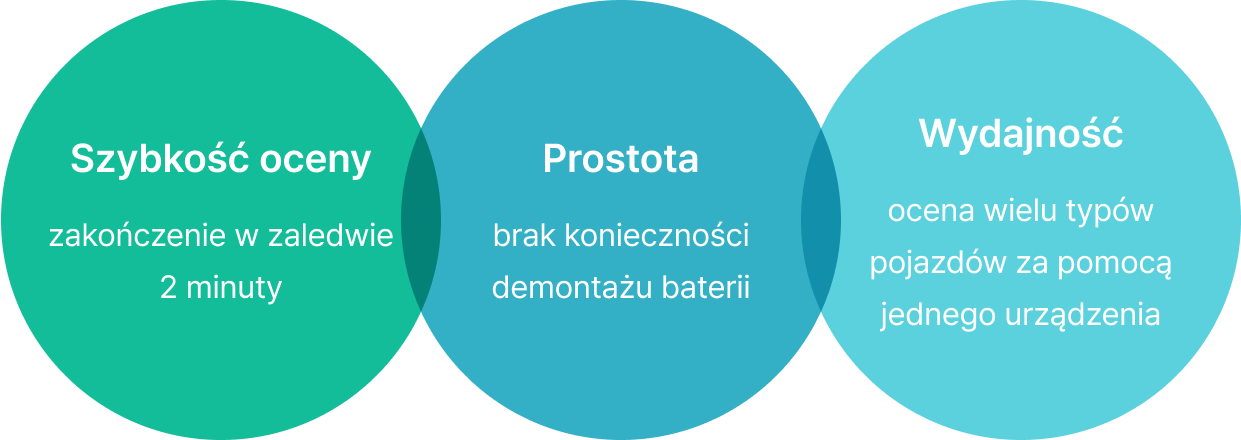 Szybkość oceny
zakończenie w zaledwie
2 minuty
Prostota
brak konieczności
demontażu baterii
Wydajność
ocena wielu typów
pojazdów za pomocą
jednego urządzenia